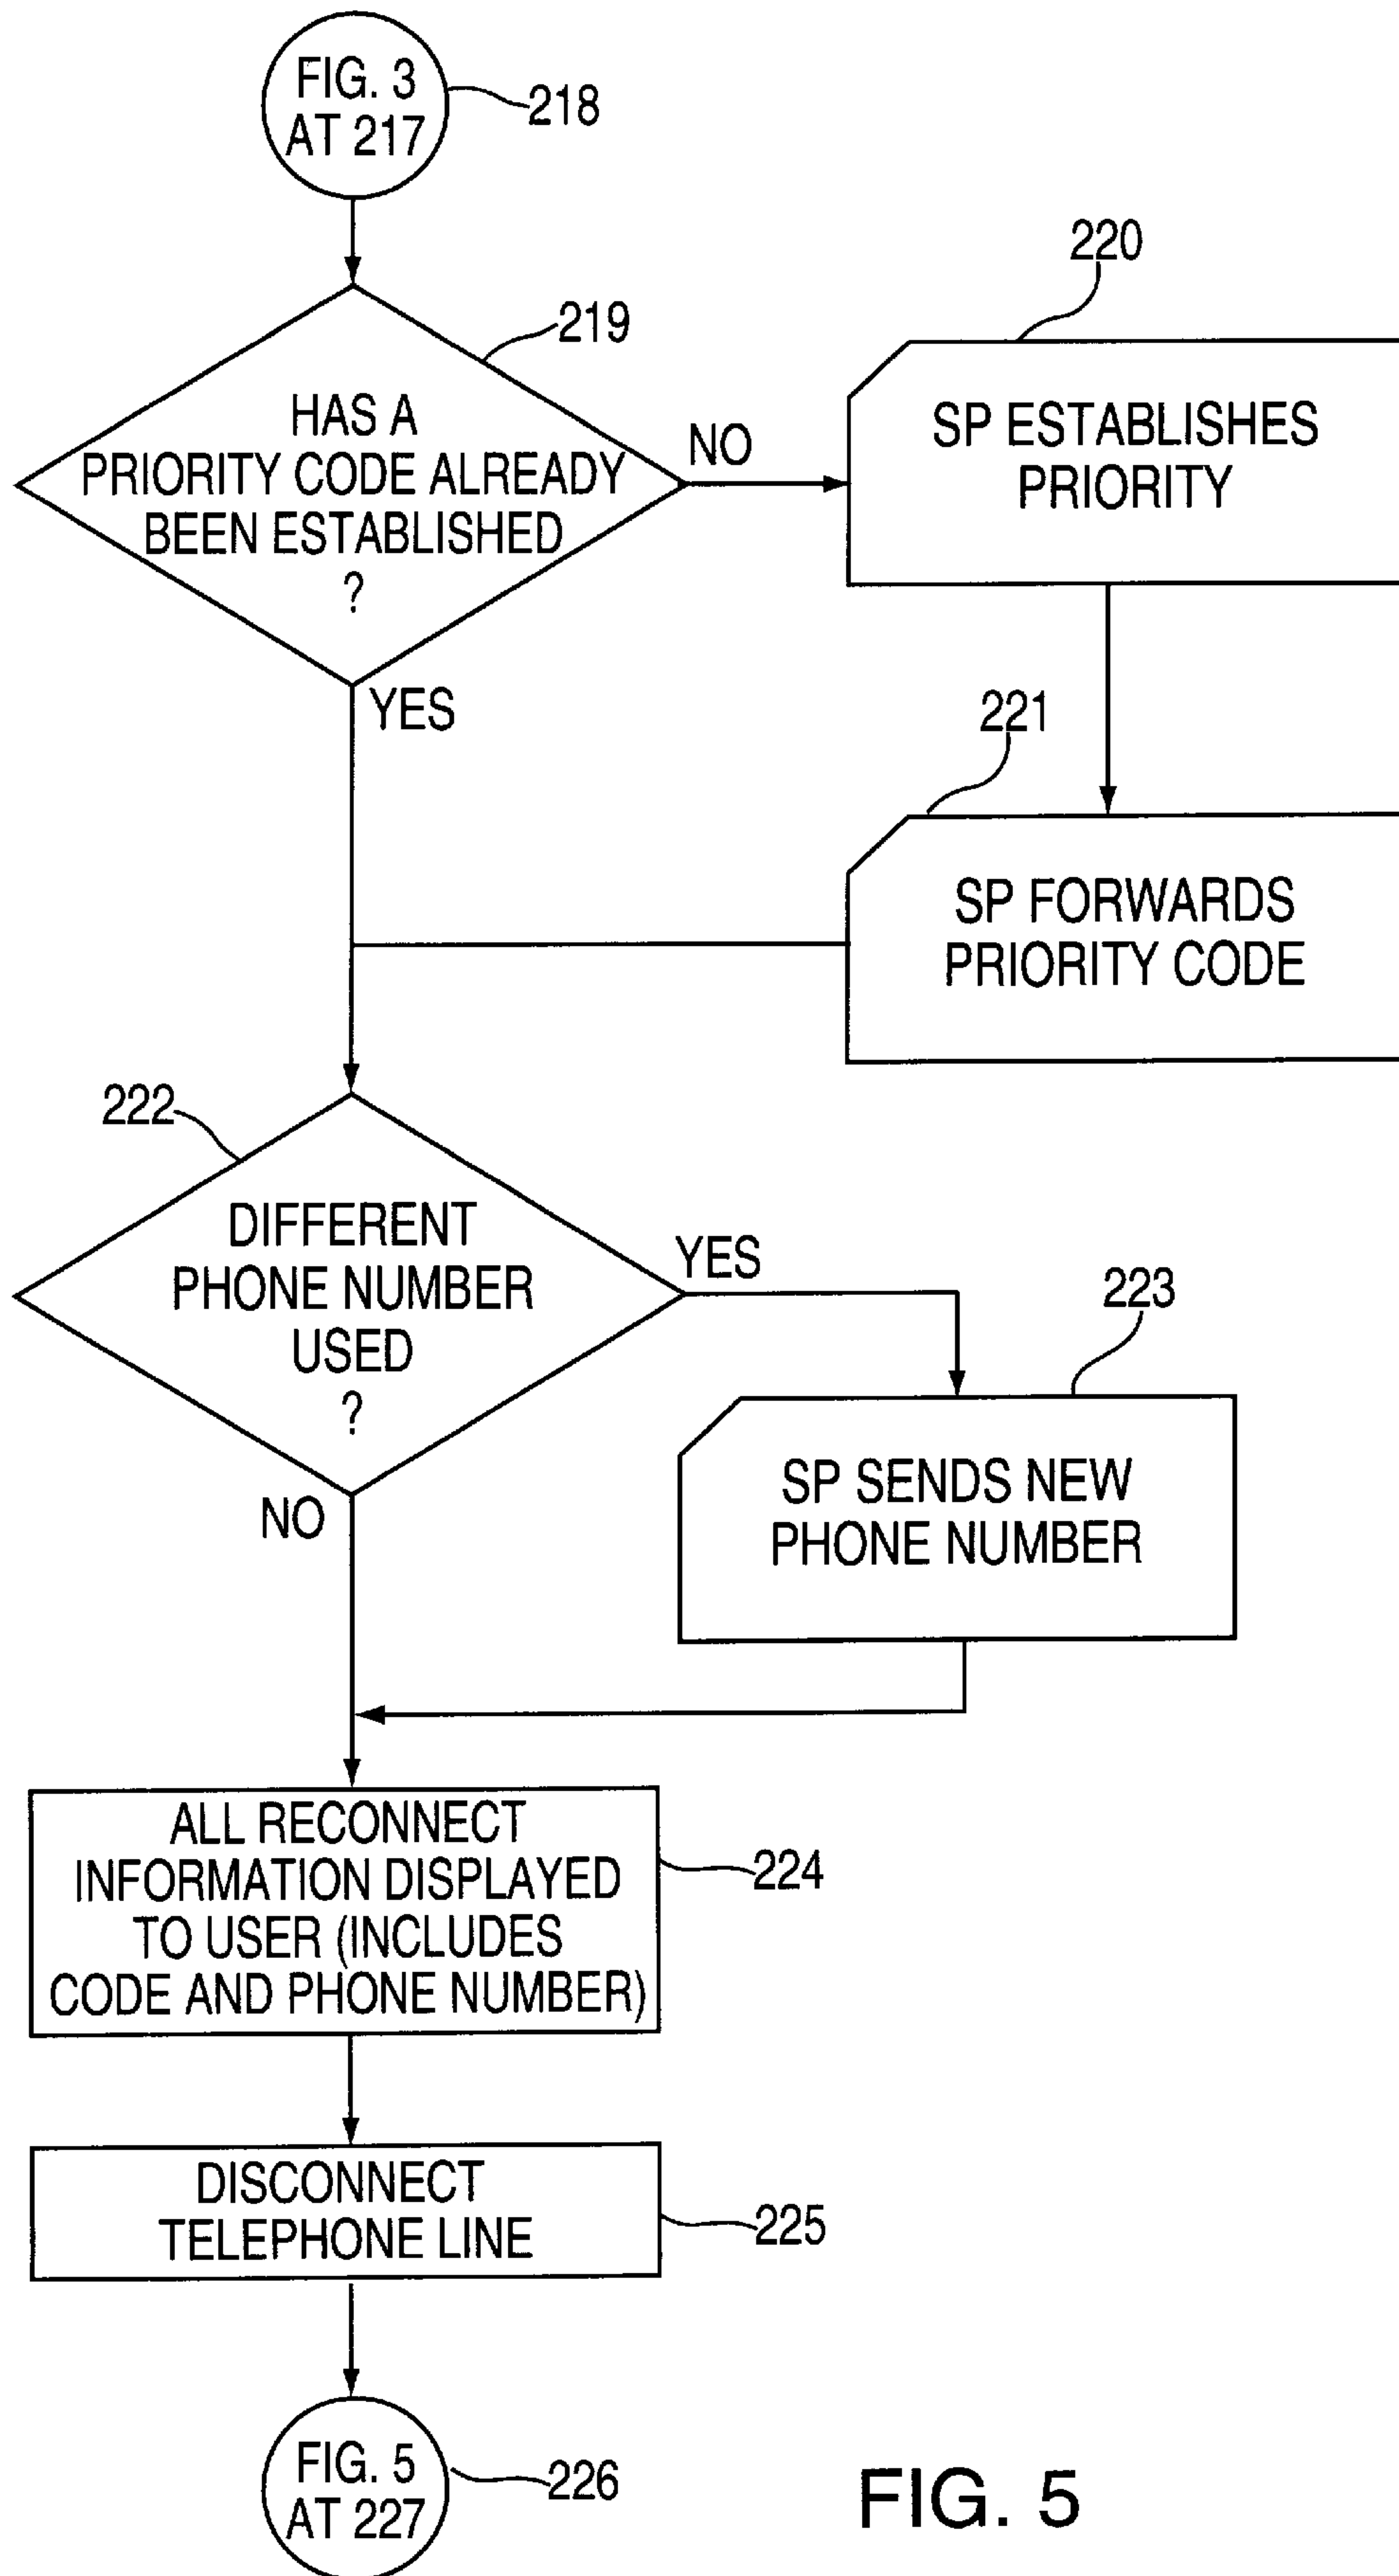 FIG. 3
AT 217
218
219
HAS A
PRIORITY CODE ALREADY
BEEN ESTABLISHED
?
NO
YES
220
SP ESTABLISHES
PRIORITY
221
SP FORWARDS
PRIORITY CODE
222
DIFFERENT
PHONE NUMBER
USED
?
YES
NO
223
SP SENDS NEW
PHONE NUMBER
ALL RECONNECT
INFORMATION DISPLAYED
TO USER (INCLUDES
CODE AND PHONE NUMBER)
224
DISCONNECT
TELEPHONE LINE
225
FIG. 5
AT 227
226
FIG. 5